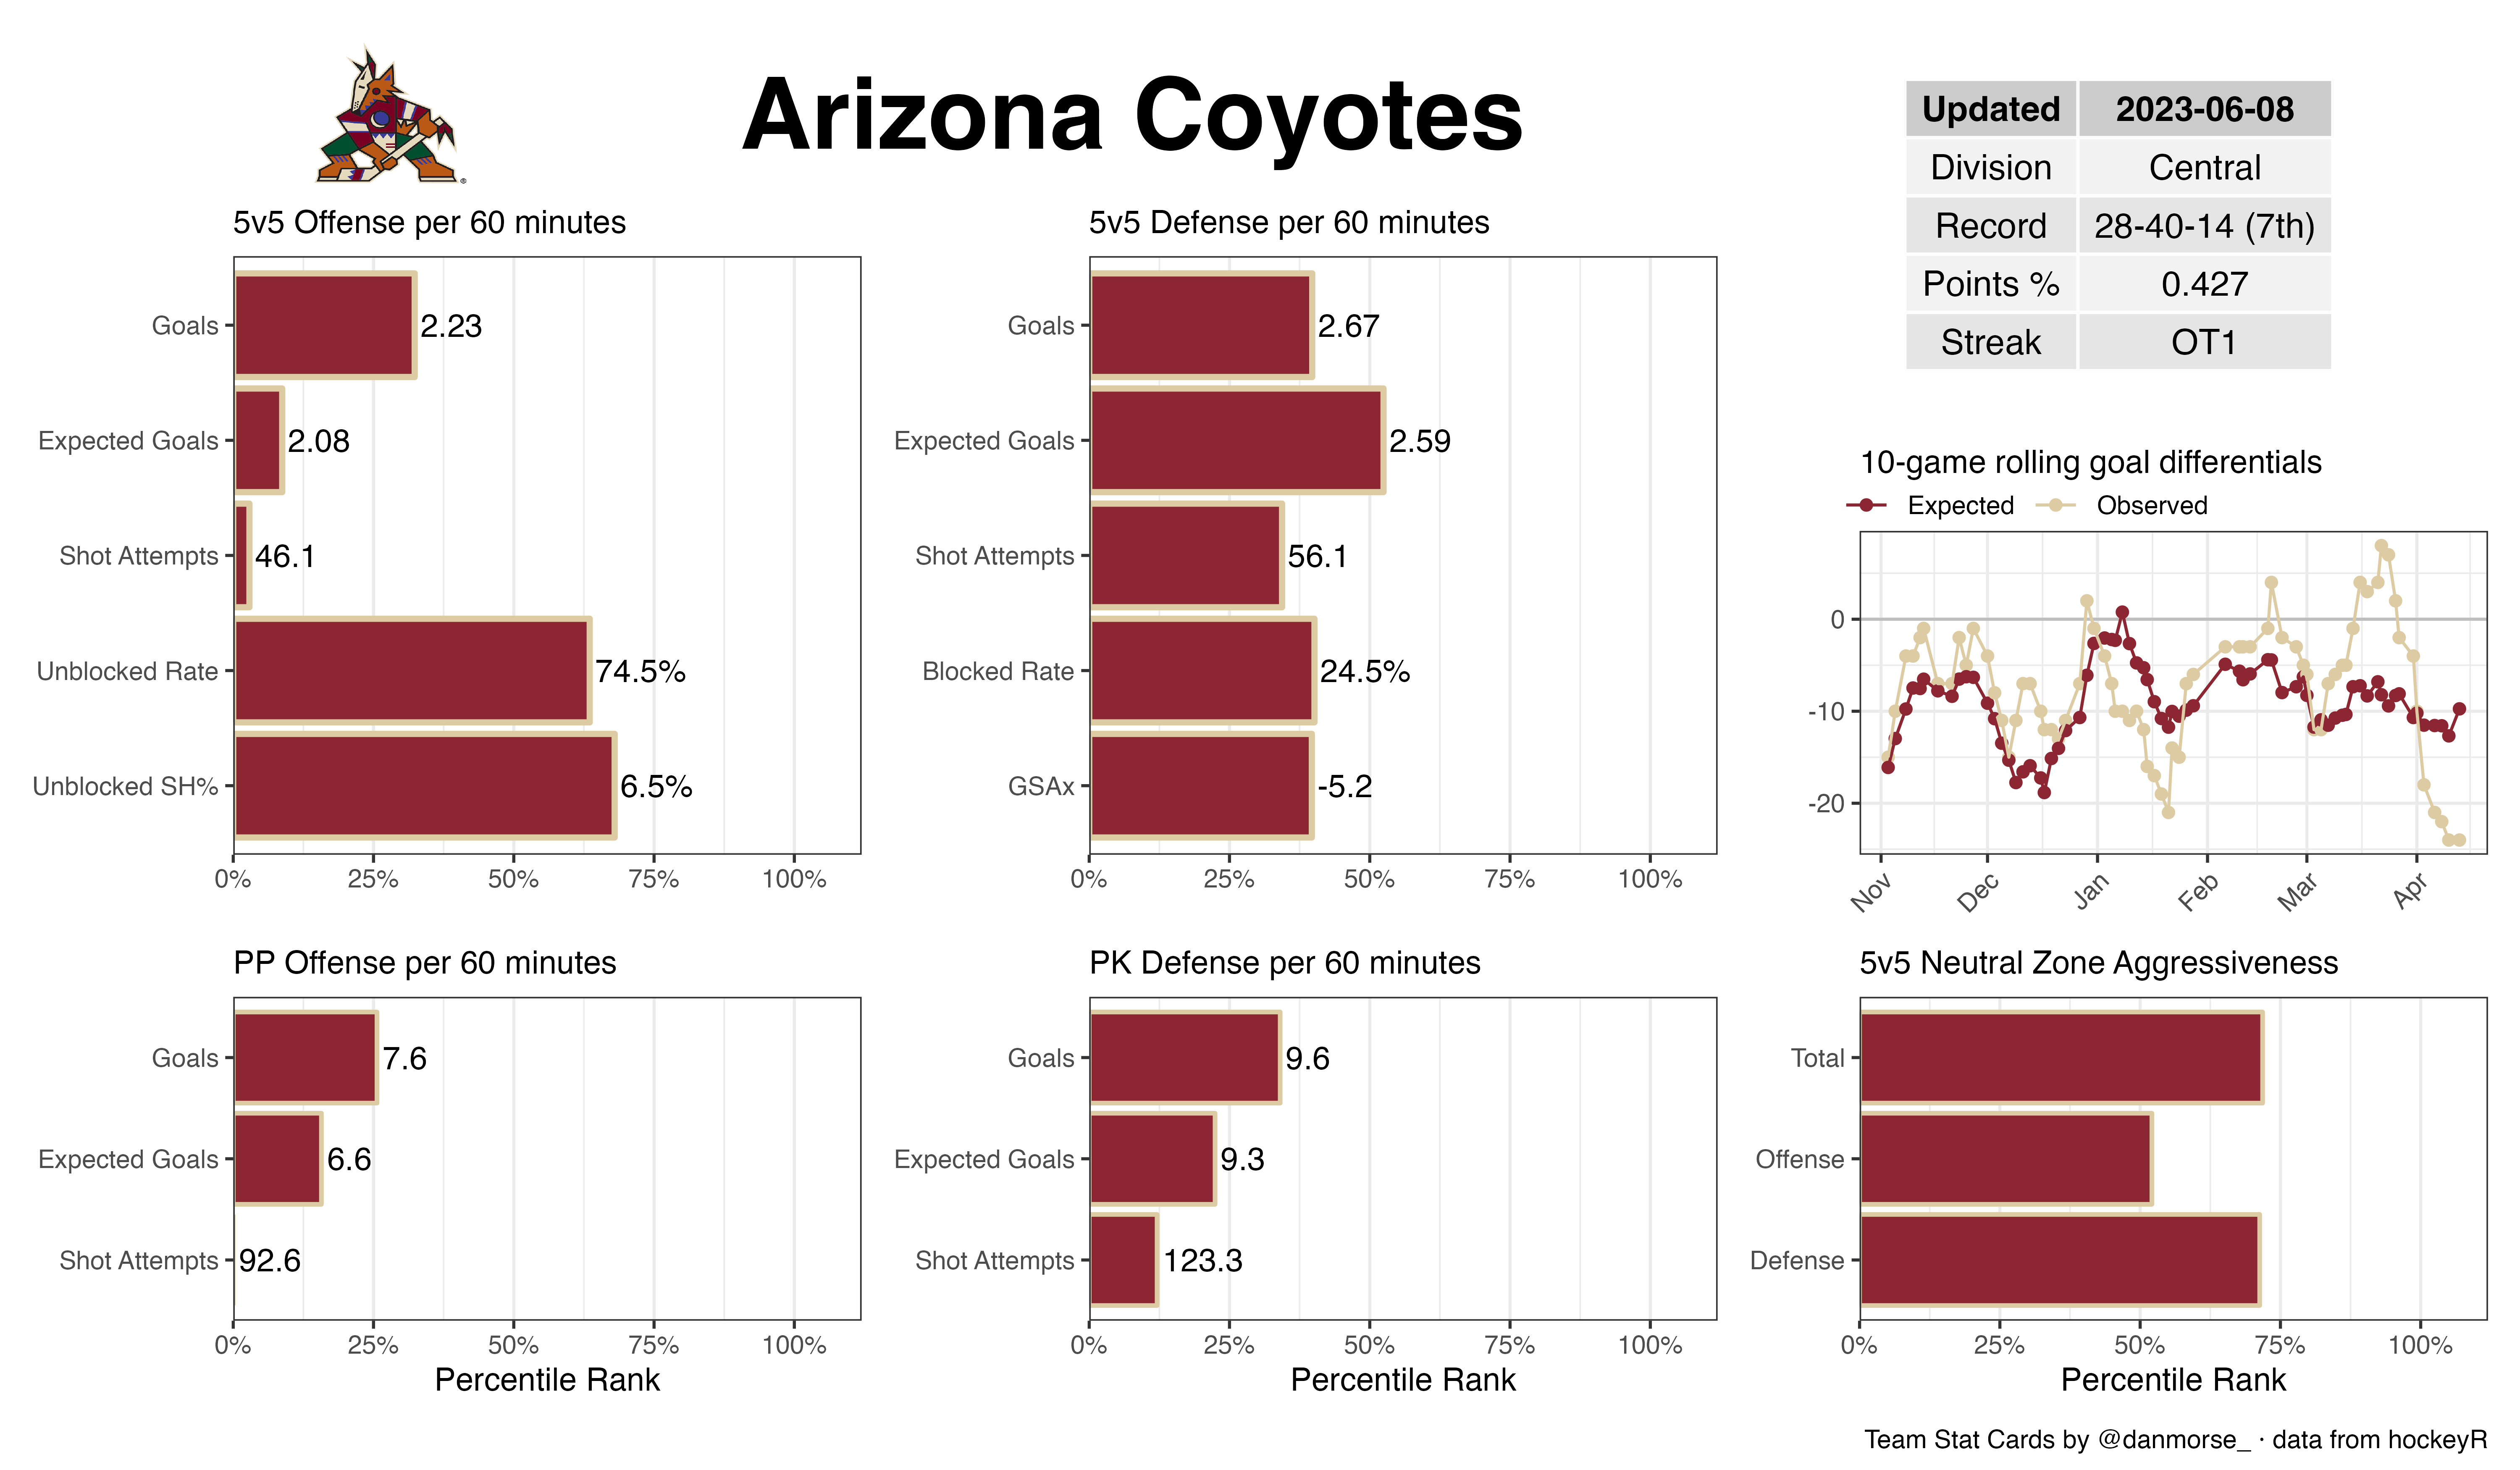 Arizona Coyotes
Updated 2023-06-08
Division Central
Record 28-40-14 (7th)
Points % 0.427
Streak OT1
5v5 Offense per 60 minutes
Goals 2.23
Expected Goals 2.08
Shot Attempts 46.1
Unblocked Rate 74.5%
Unblocked SH% 6.5%
0% 25% 50% 75% 100%
5v5 Defense per 60 minutes
Goals 2.67
Expected Goals 2.59
Shot Attempts 56.1
Blocked Rate 24.5%
GSAx -5.2
0% 25% 50% 75% 100%
10-game rolling goal differentials
Expected Observed
0
-10
-20
Nov Dec Jan Feb Mar Apr
PP Offense per 60 minutes
Goals 7.6
Expected Goals 6.6
Shot Attempts 92.6
0% 25% 50% 75% 100%
Percentile Rank
PK Defense per 60 minutes
Goals 9.6
Expected Goals 9.3
Shot Attempts 123.3
0% 25% 50% 75% 100%
Percentile Rank
5v5 Neutral Zone Aggressiveness
Total
Offense
Defense
0% 25% 50% 75% 100%
Percentile Rank
Team Stat Cards by @danmorse_ · data from hockeyR